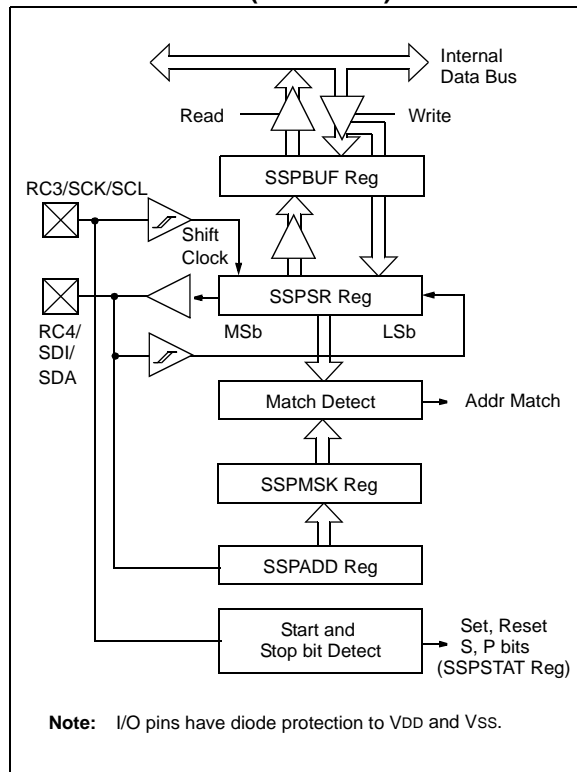 Internal
Data Bus
Read
Write
SSPBUF Reg
RC3/SCK/SCL
Shift
Clock
SSPSR Reg
MSb
LSb
RC4/
SDI/
SDA
Match Detect
Addr Match
SSPMSK Reg
SSPADD Reg
Start and
Stop bit Detect
Set, Reset
S, P bits
(SSPSTAT Reg)
Note: I/O pins have diode protection to VDD and VSS.